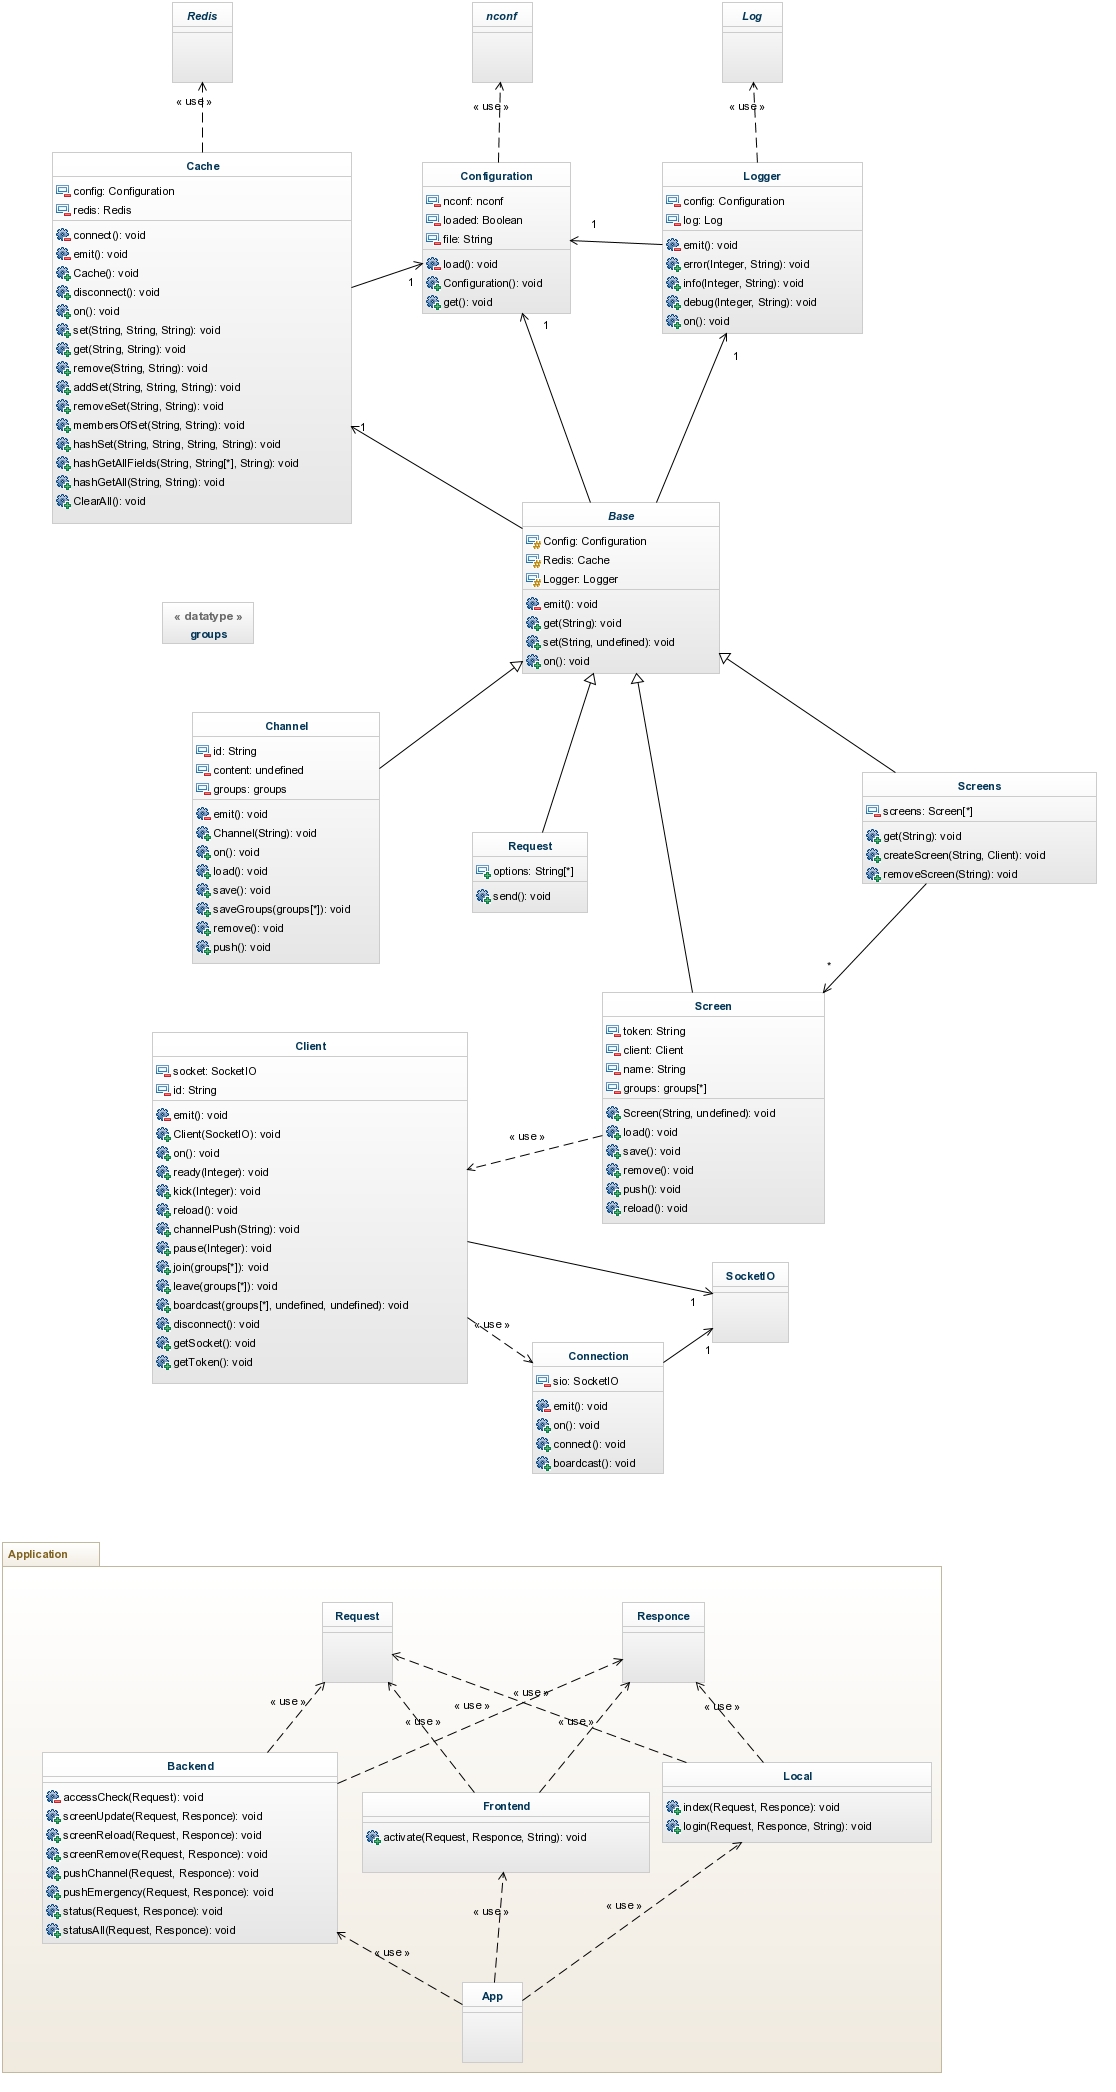 Redis
nconf
Log
« use »
« use »
« use »
Cache
config: Configuration
redis: Redis
connect(): void
emit(): void
Cache(): void
disconnect(): void
on(): void
set(String, String, String): void
get(String, String): void
remove(String, String): void
addSet(String, String, String): void
removeSet(String, String): void
membersOfSet(String, String): void
hashSet(String, String, String, String): void
hashGetAllFields(String, String[*], String): void
hashGetAll(String, String): void
ClearAll(): void
Configuration
nconf: nconf
loaded: Boolean
file: String
load(): void
Configuration(): void
get(): void
Logger
config: Configuration
log: Log
emit(): void
error(Integer, String): void
info(Integer, String): void
debug(Integer, String): void
on(): void
1
1
1
1
1
Base
Config: Configuration
Redis: Cache
Logger: Logger
emit(): void
get(String): void
set(String, undefined): void
on(): void
« datatype »
groups
Channel
id: String
content: undefined
groups: groups
emit(): void
Channel(String): void
on(): void
load(): void
save(): void
saveGroups(groups[*]): void
remove(): void
push(): void
Request
options: String[*]
send(): void
Screens
screens: Screen[*]
get(String): void
createScreen(String, Client): void
removeScreen(String): void
*
Screen
token: String
client: Client
name: String
groups: groups[*]
Screen(String, undefined): void
load(): void
save(): void
remove(): void
push(): void
reload(): void
Client
socket: SocketIO
id: String
emit(): void
Client(SocketIO): void
on(): void
ready(Integer): void
kick(Integer): void
reload(): void
channelPush(String): void
pause(Integer): void
join(groups[*]): void
leave(groups[*]): void
boardcast(groups[*], undefined, undefined): void
disconnect(): void
getSocket(): void
getToken(): void
« use »
« use »
SocketIO
1
1
Connection
sio: SocketIO
emit(): void
on(): void
connect(): void
boardcast(): void
Application
Request
Responce
« use »
« use »
« use »
« use »
« use »
« use »
Backend
accessCheck(Request): void
screenUpdate(Request, Responce): void
screenReload(Request, Responce): void
screenRemove(Request, Responce): void
pushChannel(Request, Responce): void
pushEmergency(Request, Responce): void
status(Request, Responce): void
statusAll(Request, Responce): void
Frontend
activate(Request, Responce, String): void
Local
index(Request, Responce): void
login(Request, Responce, String): void
« use »
« use »
« use »
App